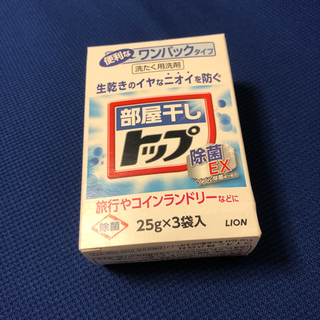 便利な ワンパックタイプ
洗たく用洗剤
生乾きのイヤなニオイを防ぐ
部屋干し
トップ
除菌
EX
旅行やコインランドリーなどに
除菌
25g×3袋入 LION